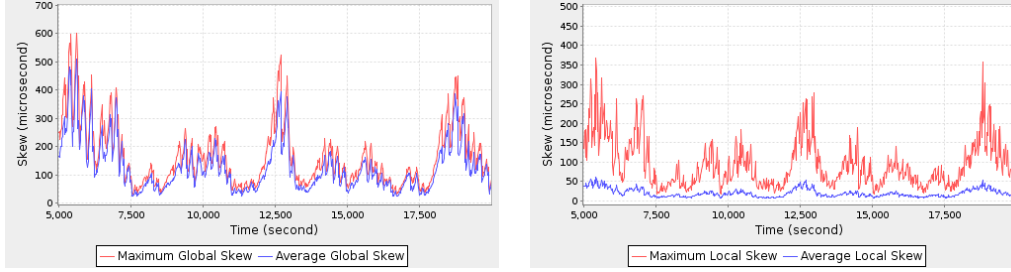 700
600
500
400
300
200
100
0
Skew (microsecond)
5,000 7,500 10,000 12,500 15,000 17,500
Time (second)
Maximum Global Skew Average Global Skew
500
450
400
350
300
250
200
150
100
50
0
Skew (microsecond)
5,000 7,500 10,000 12,500 15,000 17,500
Time (second)
Maximum Local Skew Average Local Skew